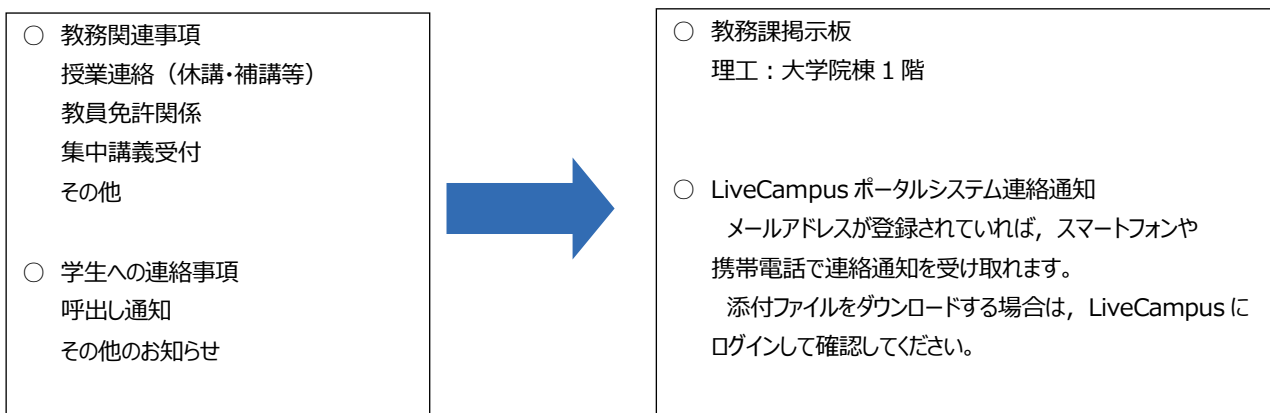 ○ 教務関連事項
授業連絡（休講・補講等）
教員免許関係
集中講義受付
その他
○ 学生への連絡事項
呼出し通知
その他のお知らせ
○ 教務課掲示板
理工：大学院棟 1 階
○ LiveCampus ポータルシステム連絡通知
メールアドレスが登録されていれば，スマートフォンや
携帯電話で連絡通知を受け取れます。
添付ファイルをダウンロードする場合は，LiveCampus に
ログインして確認してください。